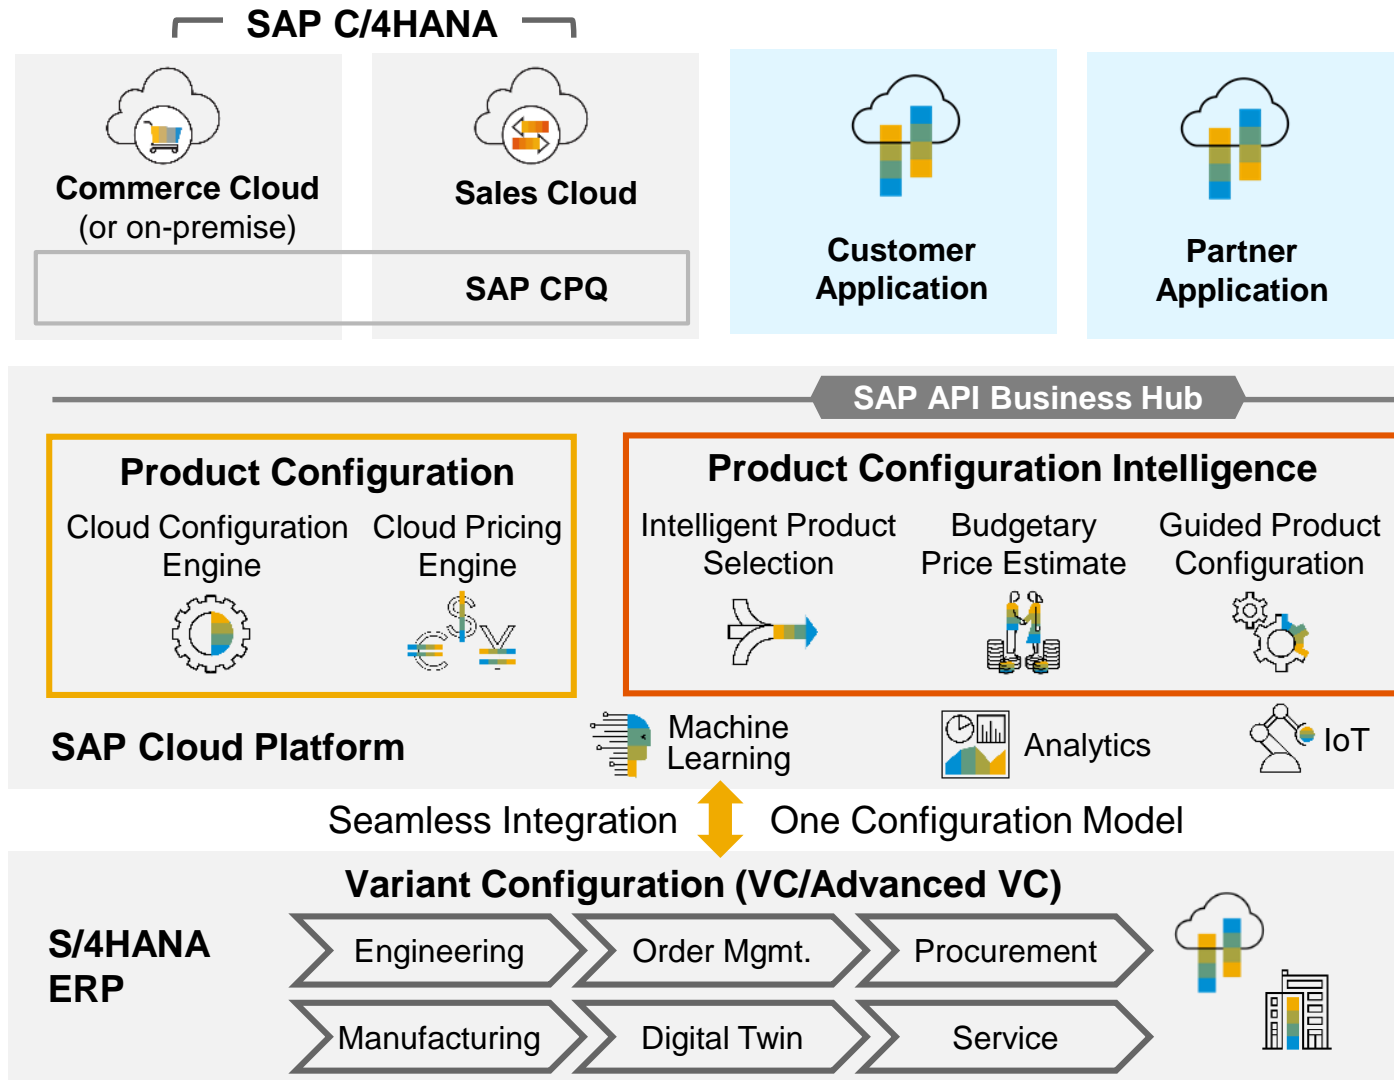 SAP C/4HANA
Commerce Cloud
(or on-premise)
Sales Cloud
SAP CPQ
Customer
Application
Partner
Application
SAP API Business Hub
Product Configuration
Cloud Configuration
Engine
Cloud Pricing
Engine
Product Configuration Intelligence
Intelligent Product
Selection
Budgetary
Price Estimate
Guided Product
Configuration
SAP Cloud Platform
Machine
Learning
Analytics
IoT
Seamless Integration
One Configuration Model
Variant Configuration (VC/Advanced VC)
S/4HANA
ERP
Engineering
Order Mgmt.
Procurement
Manufacturing
Digital Twin
Service